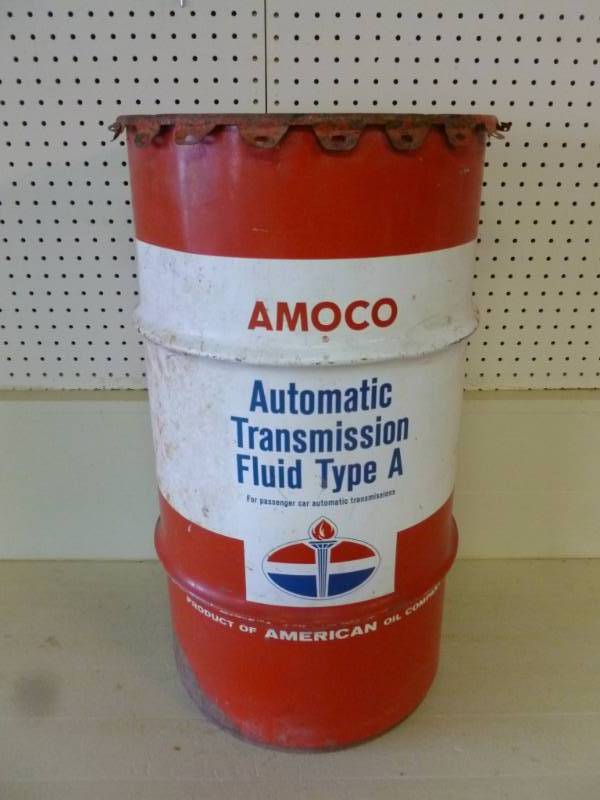 AMOCO
®
Automatic
Transmission
Fluid Type A
For passenger car automatic transmissions
PRODUCT OF AMERICAN OIL COMPANY